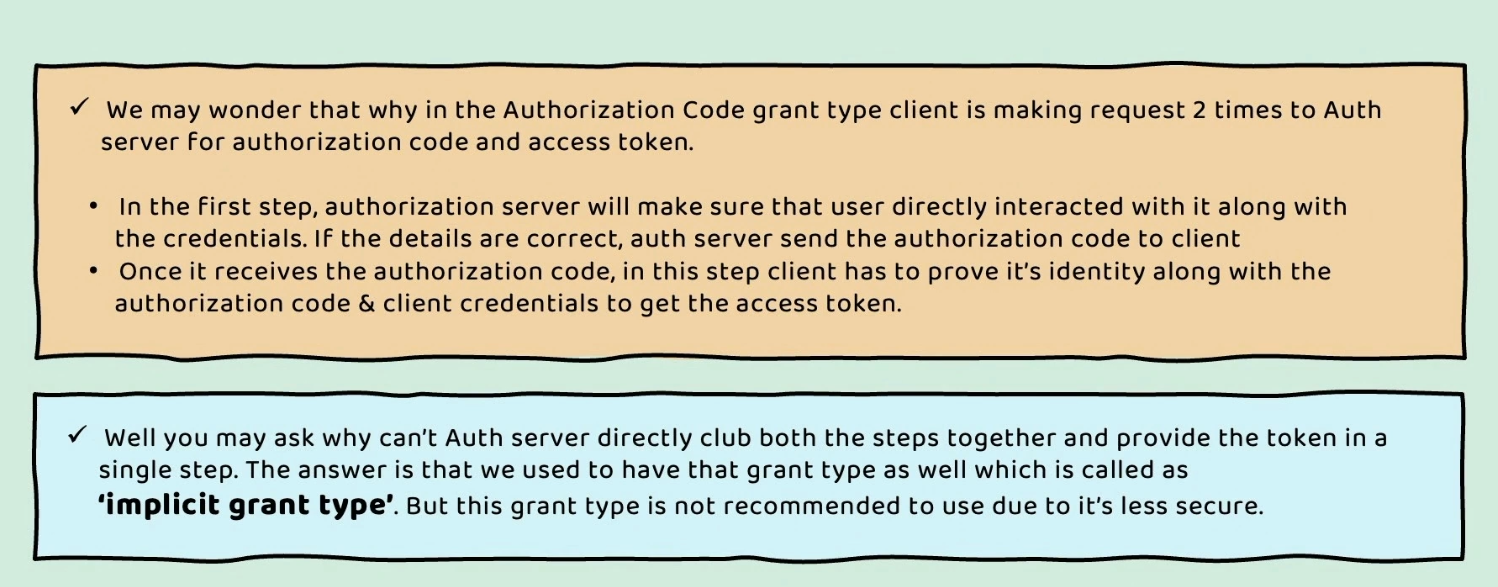 ✓ We may wonder that why in the Authorization Code grant type client is making request 2 times to Auth
server for authorization code and access token.
• In the first step, authorization server will make sure that user directly interacted with it along with
the credentials. If the details are correct, auth server send the authorization code to client
• Once it receives the authorization code, in this step client has to prove it's identity along with the
authorization code & client credentials to get the access token.
✓ Well you may ask why can't Auth server directly club both the steps together and provide the token in a
single step. The answer is that we used to have that grant type as well which is called as
'implicit grant type'. But this grant type is not recommended to use due to it's less secure.